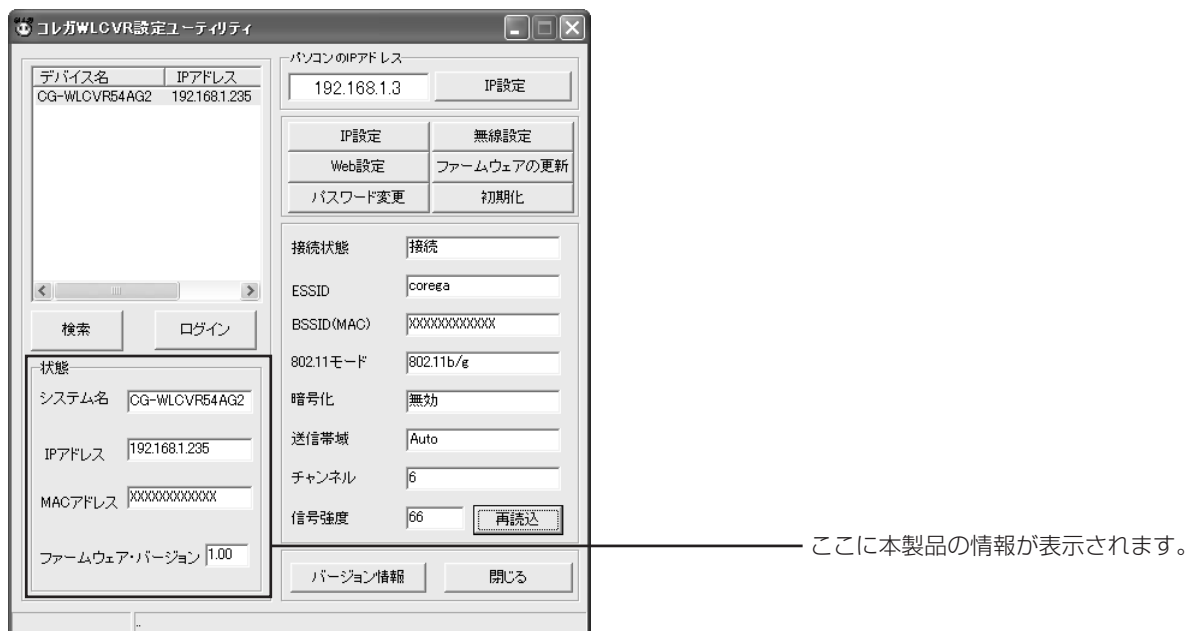 コレガWLCVR設定ユーティリティ
デバイス名 IPアドレス
CG-WLCVR54AG2 192.168.1.235
検索 ログイン
状態
システム名 CG-WLCVR54AG2
IPアドレス 192.168.1.235
MACアドレス XXXXXXXXXXXX
ファームウェア・バージョン 1.00
パソコンのIPアドレス
192.168.1.3 IP設定
IP設定 無線設定
Web設定 ファームウェアの更新
パスワード変更 初期化
接続状態 接続
ESSID corega
BSSID(MAC) XXXXXXXXXXXX
802.11モード 802.11b/g
暗号化 無効
送信帯域 Auto
チャンネル 6
信号強度 66 再読込
バージョン情報 閉じる
..
ここに本製品の情報が表示されます。